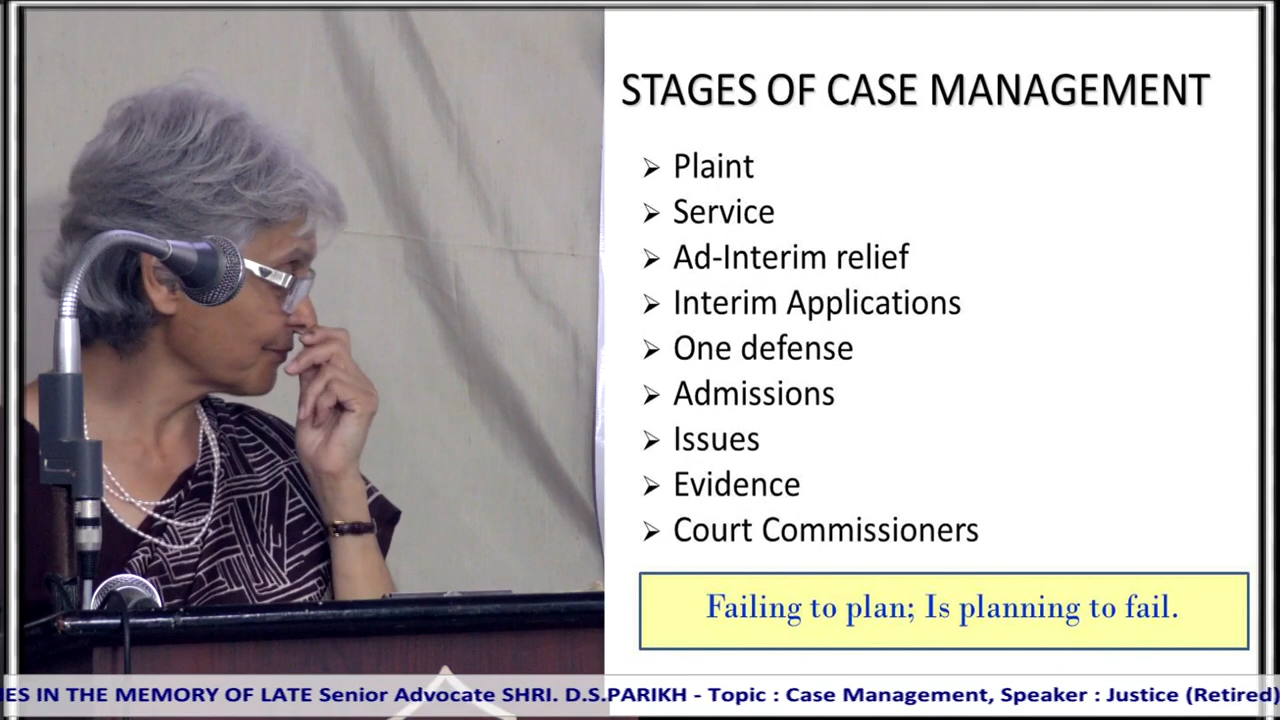 STAGES OF CASE MANAGEMENT
Plaint
Service
Ad-Interim relief
Interim Applications
One defense
Admissions
Issues
Evidence
Court Commissioners
Failing to plan; Is planning to fail.
IN THE MEMORY OF LATE Senior Advocate SHRI. D.S.PARIKH - Topic : Case Management, Speaker : Justice (Retired)